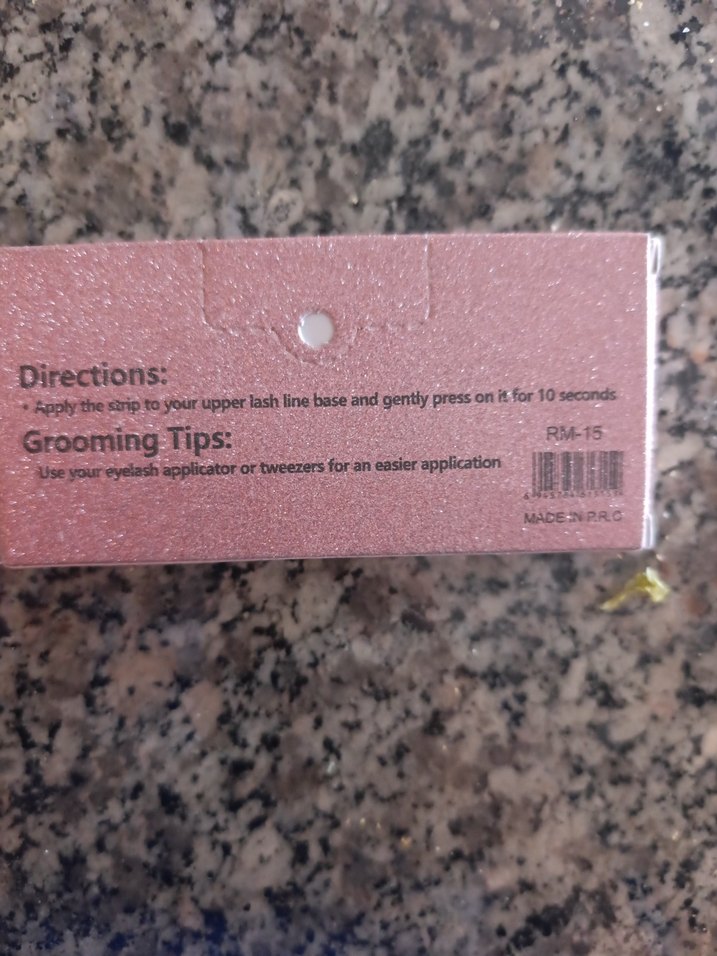 Directions:
• Apply the strip to your upper lash line base and gently press on it for 10 seconds
Grooming Tips:
Use your eyelash applicator or tweezers for an easier application
RM-15
MADE IN P.R.C